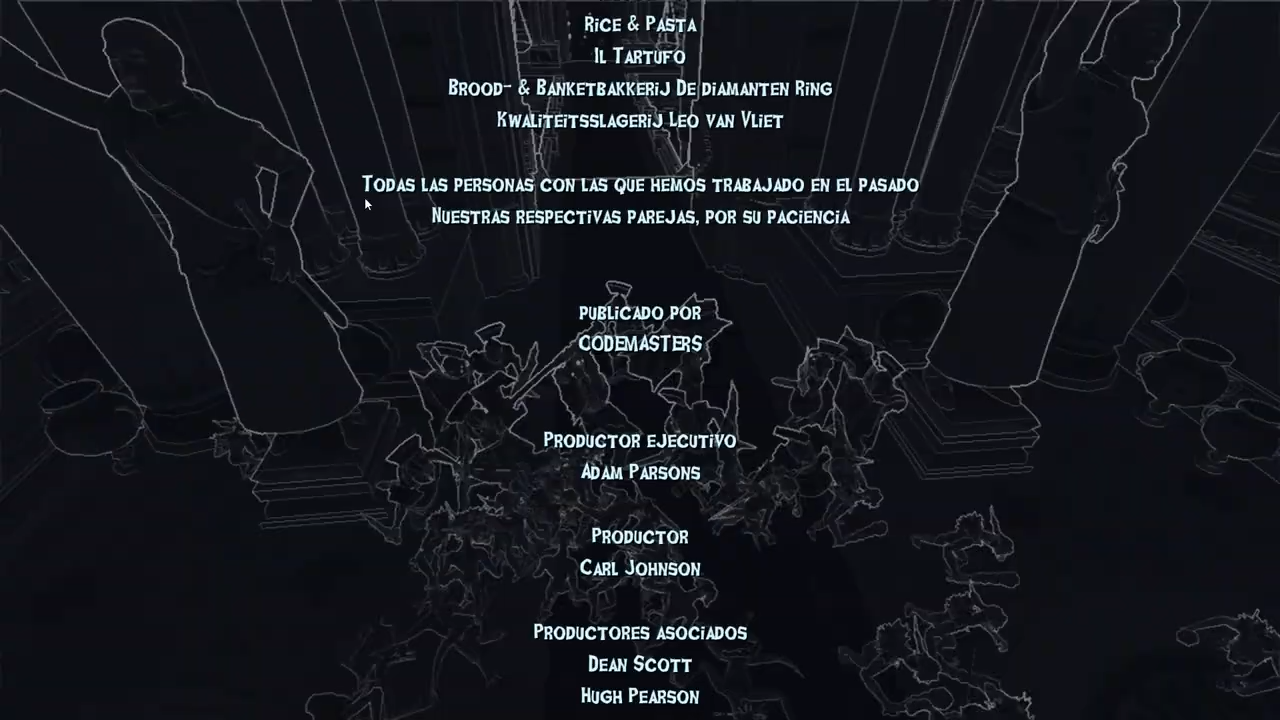 Rice & Pasta
Il Tartufo
Brood- & Banketbakkerij De diamanten Ring
Kwaliteitsslagerij Leo van Vliet
Todas las personas con las que hemos trabajado en el pasado
Nuestras respectivas parejas, por su paciencia
publicado por
CODEMASTERS
Productor ejecutivo
Adam Parsons
Productor
Carl Johnson
Productores asociados
Dean Scott
Hugh Pearson